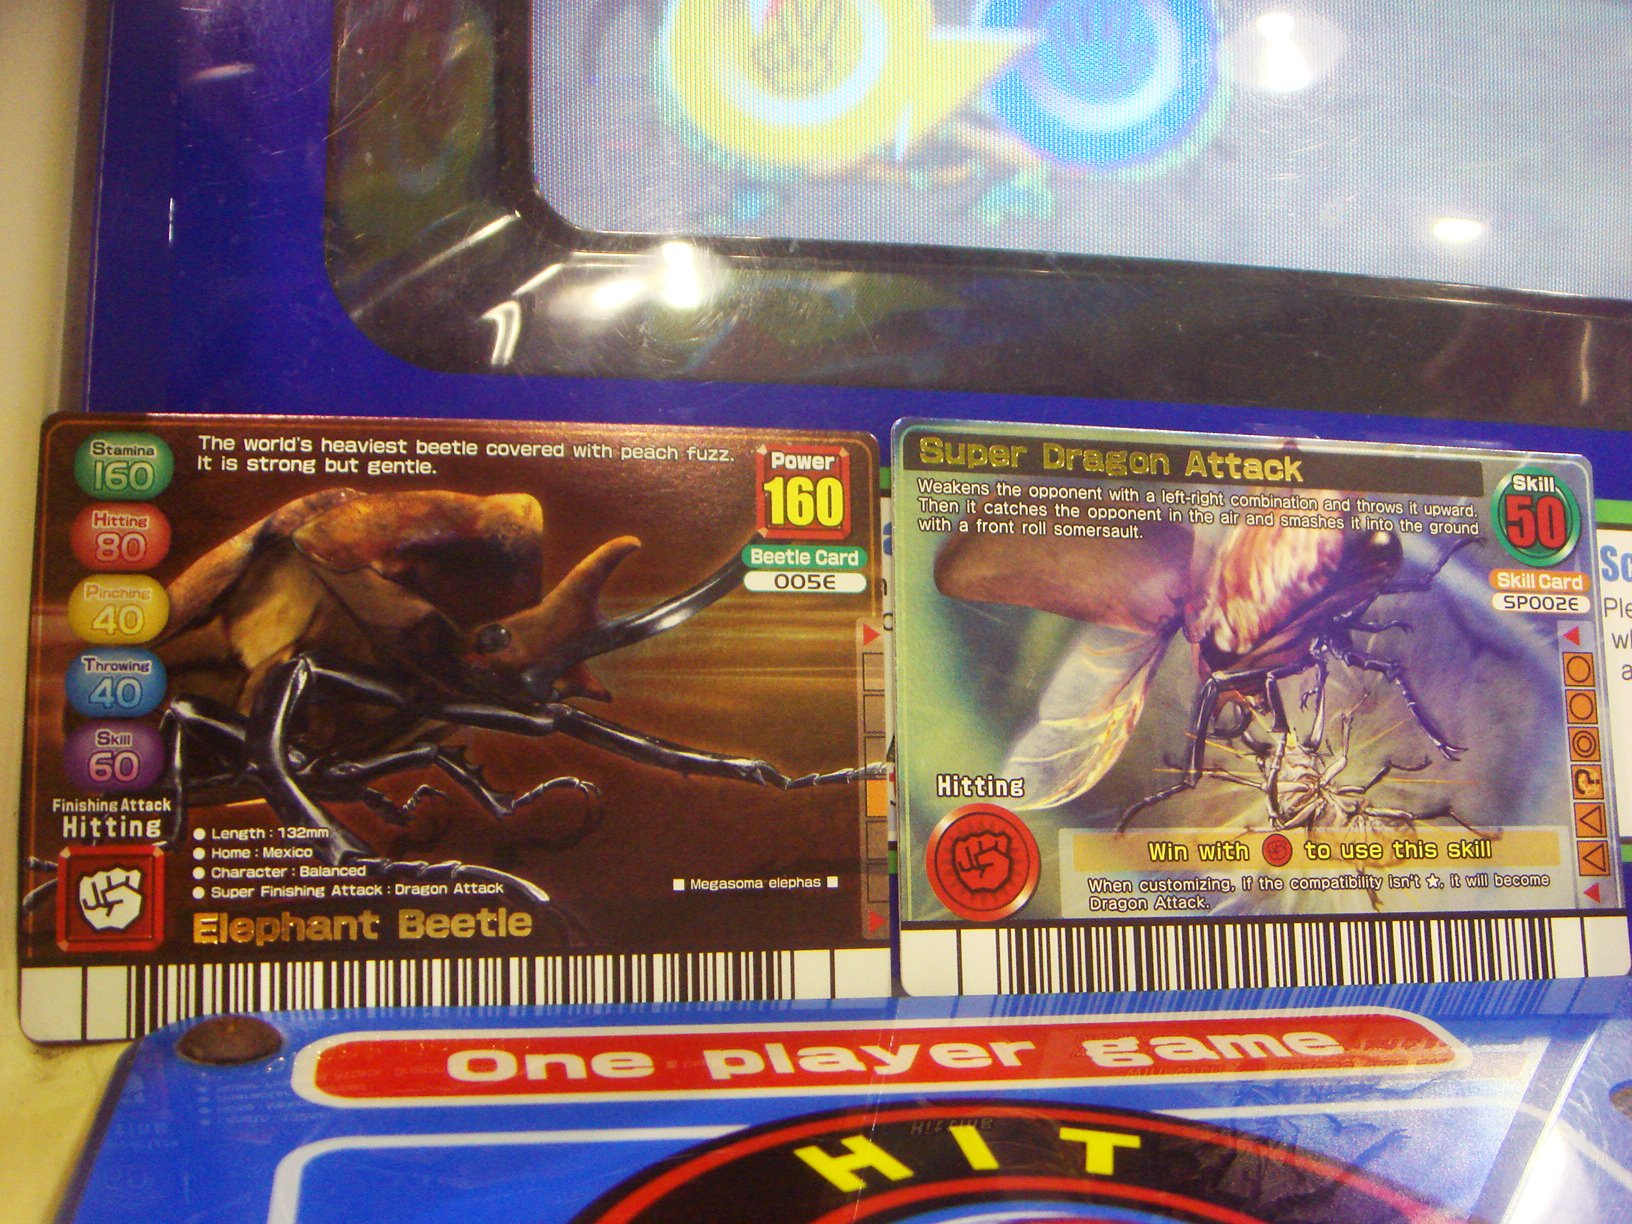 Stamina
160
Hitting
80
Pinching
40
Throwing
40
Skill
60
Finishing Attack
Hitting
The world's heaviest beetle covered with peach fuzz.
It is strong but gentle.
Power
160
Beetle Card
005E
● Length : 132mm
● Home : Mexico
● Character : Balanced
● Super Finishing Attack : Dragon Attack
■ Megasoma elephas ■
Elephant Beetle
Super Dragon Attack
Weakens the opponent with a left-right combination and throws it upward.
Then it catches the opponent in the air and smashes it into the ground
with a front roll somersault.
Skill
50
Skill Card
SP002E
Hitting
Win with to use this skill
When customizing, if the compatibility isn't ★, it will become
Dragon Attack.
One player game
HIT